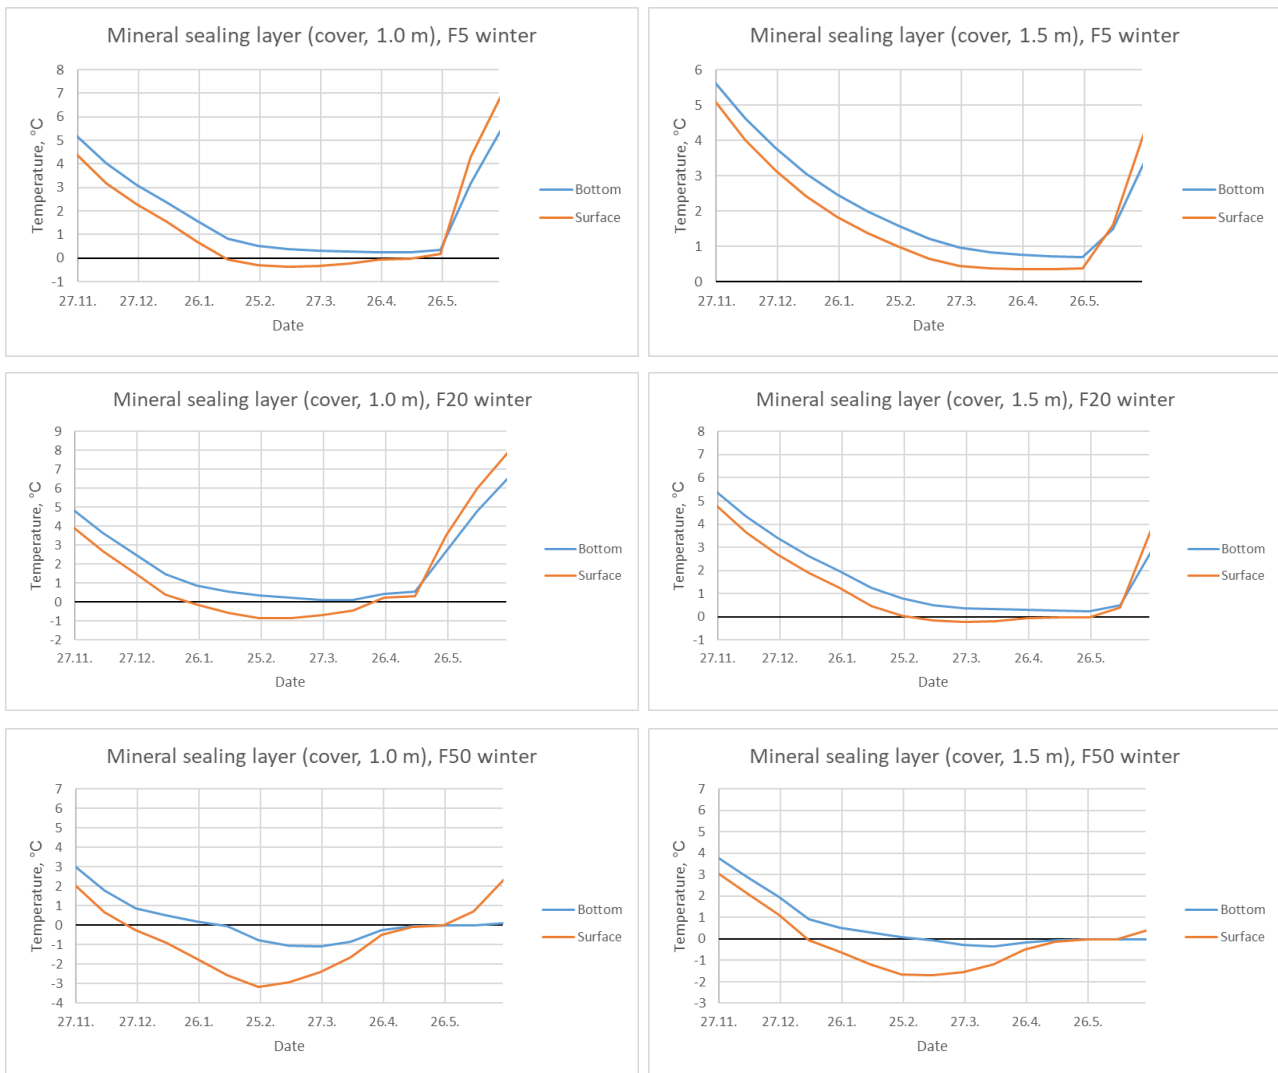 Mineral sealing layer (cover, 1.0 m), F5 winter
8
7
6
5
4
3
2
1
0
-1
Temperature, °C
27.11. 27.12. 26.1. 25.2. 27.3. 26.4. 26.5.
Date
Bottom
Surface
Mineral sealing layer (cover, 1.5 m), F5 winter
6
5
4
3
2
1
0
Temperature, °C
27.11. 27.12. 26.1. 25.2. 27.3. 26.4. 26.5.
Date
Bottom
Surface
Mineral sealing layer (cover, 1.0 m), F20 winter
9
8
7
6
5
4
3
2
1
0
-1
-2
Temperature, °C
27.11. 27.12. 26.1. 25.2. 27.3. 26.4. 26.5.
Date
Bottom
Surface
Mineral sealing layer (cover, 1.5 m), F20 winter
8
7
6
5
4
3
2
1
0
-1
Temperature, °C
27.11. 27.12. 26.1. 25.2. 27.3. 26.4. 26.5.
Date
Bottom
Surface
Mineral sealing layer (cover, 1.0 m), F50 winter
7
6
5
4
3
2
1
0
-1
-2
-3
-4
Temperature, °C
27.11. 27.12. 26.1. 25.2. 27.3. 26.4. 26.5.
Date
Bottom
Surface
Mineral sealing layer (cover, 1.5 m), F50 winter
7
6
5
4
3
2
1
0
-1
-2
-3
Temperature, °C
27.11. 27.12. 26.1. 25.2. 27.3. 26.4. 26.5.
Date
Bottom
Surface